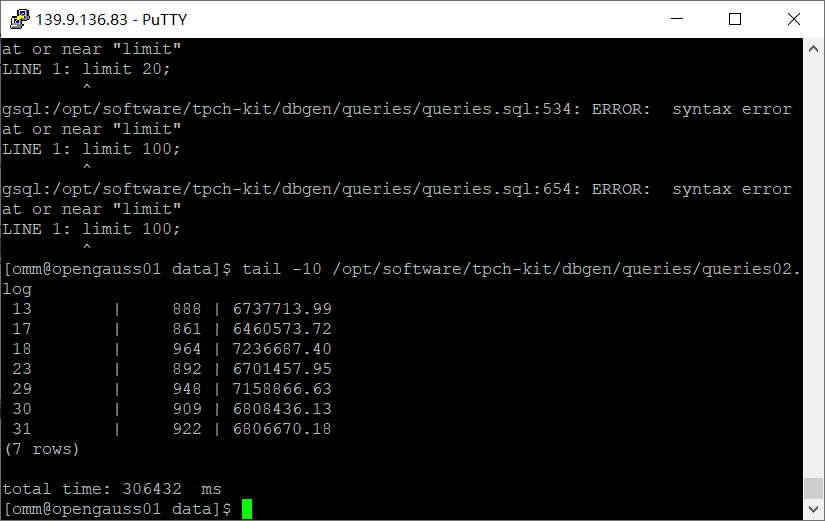 139.9.136.83 - PuTTY
at or near "limit"
LINE 1: limit 20;
        ^
gsql:/opt/software/tpch-kit/dbgen/queries/queries.sql:534: ERROR:  syntax error
at or near "limit"
LINE 1: limit 100;
        ^
gsql:/opt/software/tpch-kit/dbgen/queries/queries.sql:654: ERROR:  syntax error
at or near "limit"
LINE 1: limit 100;
        ^
[omm@opengauss01 data]$ tail -10 /opt/software/tpch-kit/dbgen/queries/queries02.
log
 13        |     888 | 6737713.99
 17        |     861 | 6460573.72
 18        |     964 | 7236687.40
 23        |     892 | 6701457.95
 29        |     948 | 7158866.63
 30        |     909 | 6808436.13
 31        |     922 | 6806670.18
(7 rows)

total time: 306432  ms
[omm@opengauss01 data]$